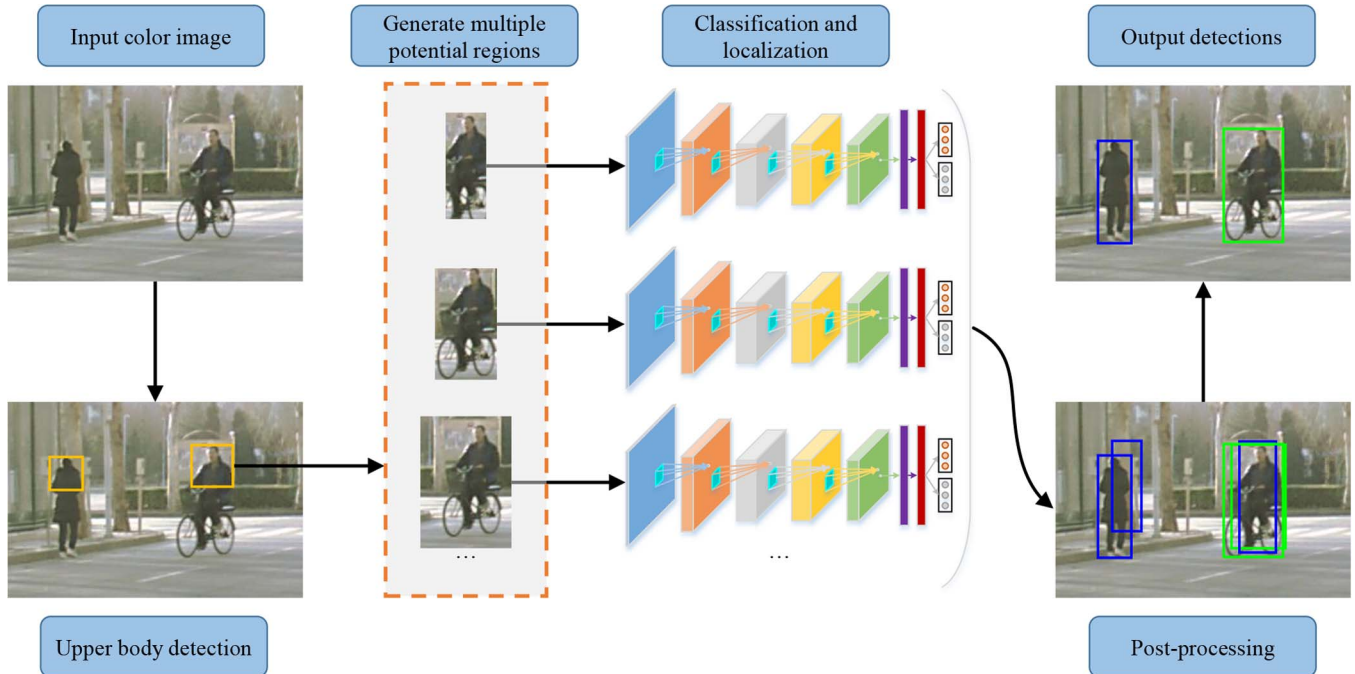 Input color image
Generate multiple
potential regions
Classification and
localization
Output detections
...
...
Upper body detection
Post-processing